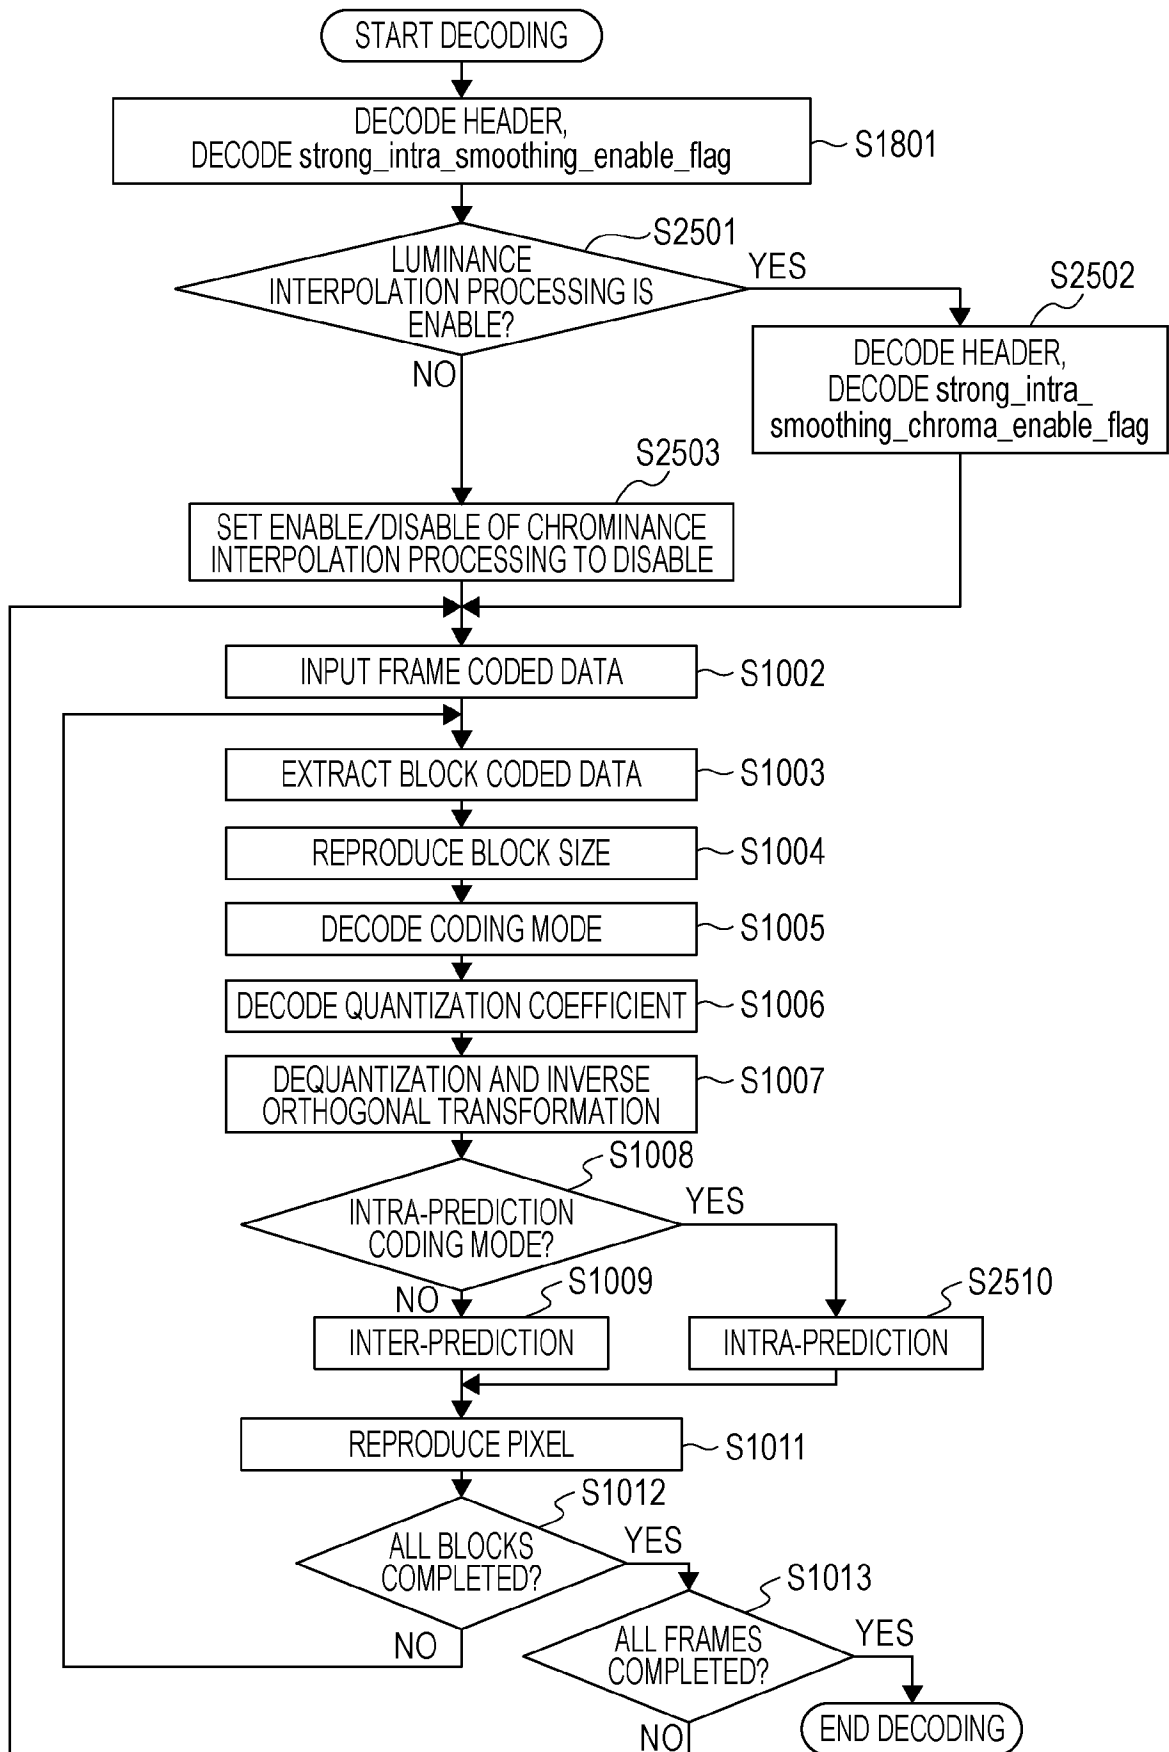 START DECODING
DECODE HEADER,
DECODE strong_intra_smoothing_enable_flag
S1801
S2501
LUMINANCE
INTERPOLATION PROCESSING IS
ENABLE?
YES
NO
S2502
DECODE HEADER,
DECODE strong_intra_
smoothing_chroma_enable_flag
S2503
SET ENABLE/DISABLE OF CHROMINANCE
INTERPOLATION PROCESSING TO DISABLE
INPUT FRAME CODED DATA
S1002
EXTRACT BLOCK CODED DATA
S1003
REPRODUCE BLOCK SIZE
S1004
DECODE CODING MODE
S1005
DECODE QUANTIZATION COEFFICIENT
S1006
DEQUANTIZATION AND INVERSE
ORTHOGONAL TRANSFORMATION
S1007
S1008
INTRA-PREDICTION
CODING MODE?
YES
NO
S1009
INTER-PREDICTION
S2510
INTRA-PREDICTION
REPRODUCE PIXEL
S1011
S1012
ALL BLOCKS
COMPLETED?
YES
NO
S1013
ALL FRAMES
COMPLETED?
YES
NO
END DECODING